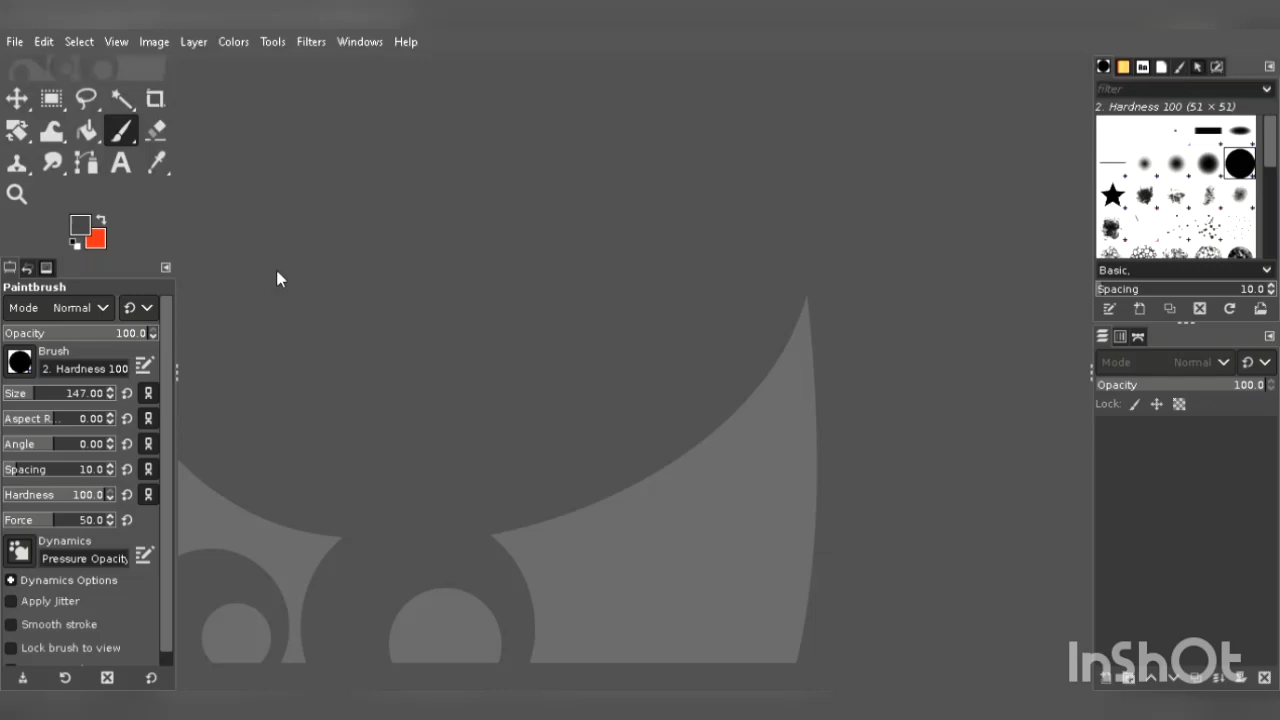 File Edit Select View Image Layer Colors Tools Filters Windows Help
filter
2. Hardness 100 (51 × 51)
Basic,
Spacing 10.0
Paintbrush
Mode Normal
Opacity 100.0
Brush
2. Hardness 100
Size 147.00
Aspect R... 0.00
Angle 0.00
Spacing 10.0
Hardness 100.0
Force 50.0
Dynamics
Pressure Opacity
Dynamics Options
Apply Jitter
Smooth stroke
Lock brush to view
Mode Normal
Opacity 100.0
Lock:
InShOt